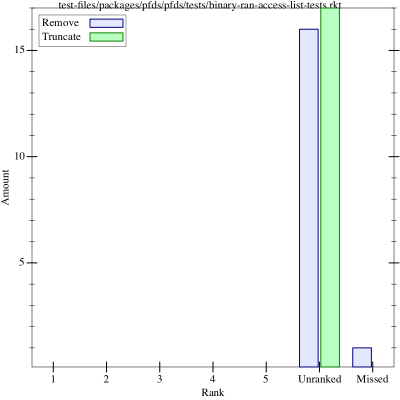 test-files/packages/pfds/pfds/tests/binary-ran-access-list-tests.rkt
Remove
Truncate
15
10
5
Amount
1 2 3 4 5 Unranked Missed
Rank